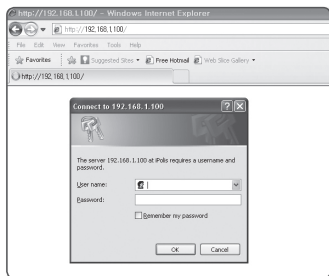 http://192.168.1.100/ - Windows Internet Explorer
http://192.168.1.100/
File Edit View Favorites Tools Help
Favorites Suggested Sites Free Hotmail Web Slice Gallery
http://192.168.1.100/
Connect to 192.168.1.100
The server 192.168.1.100 at iPolis requires a username and
password.
User name:
Password:
Remember my password
OK Cancel